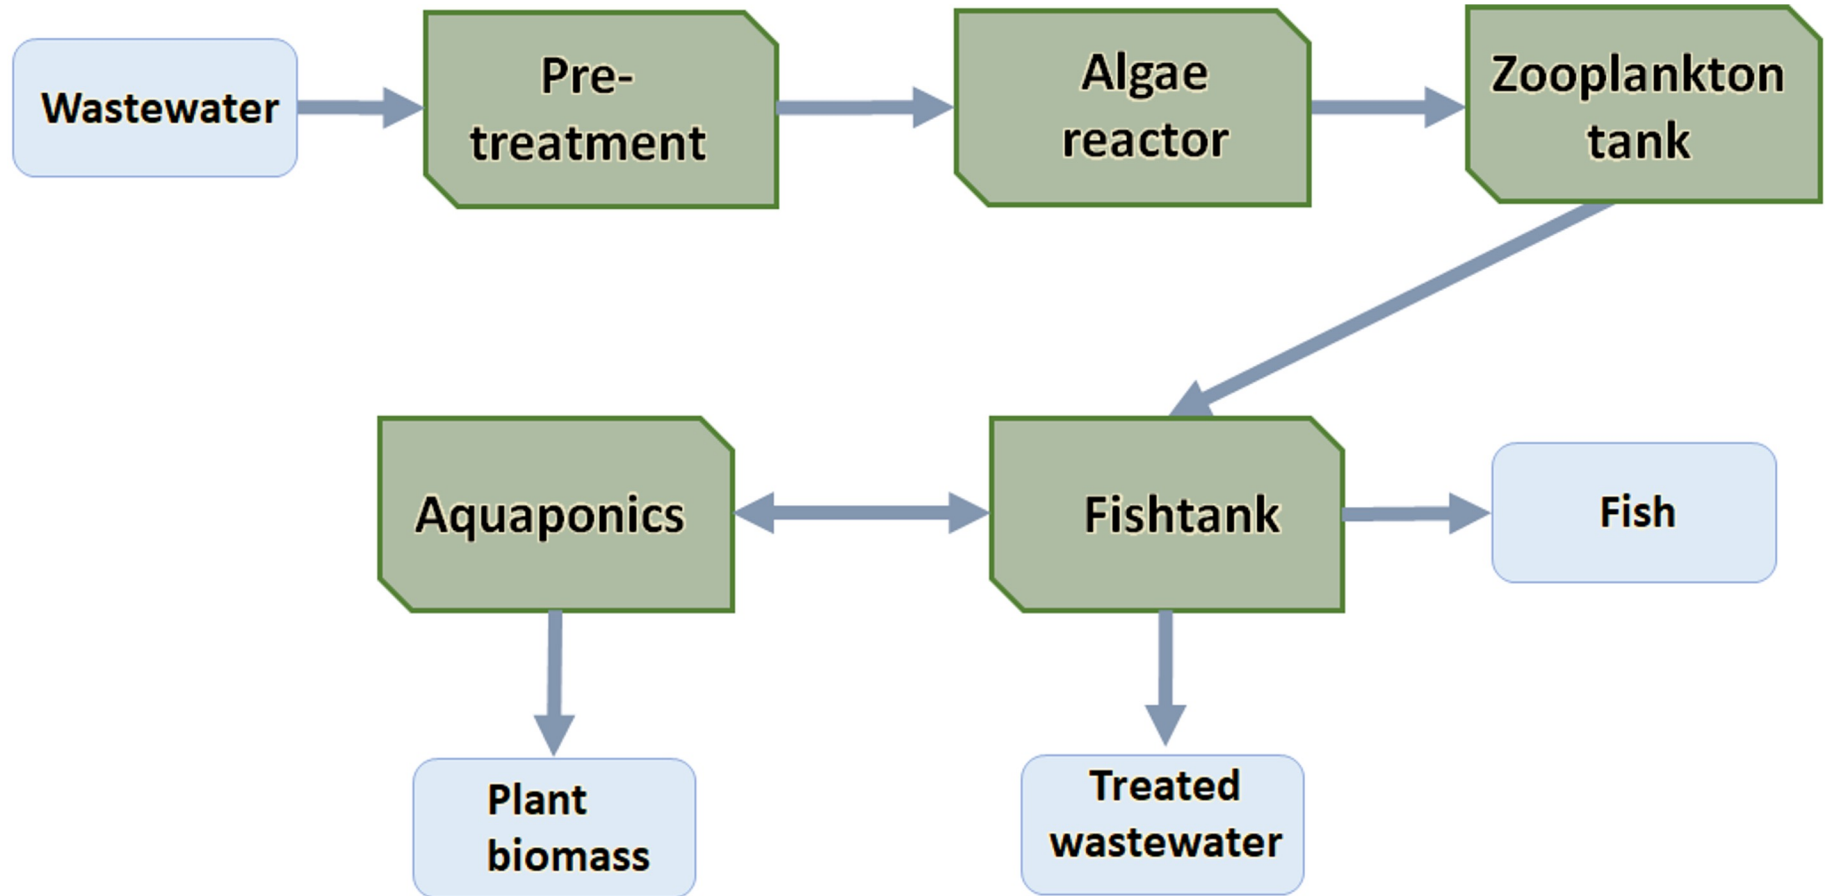 Wastewater
Pre-
treatment
Algae
reactor
Zooplankton
tank
Aquaponics
Fishtank
Fish
Plant
biomass
Treated
wastewater